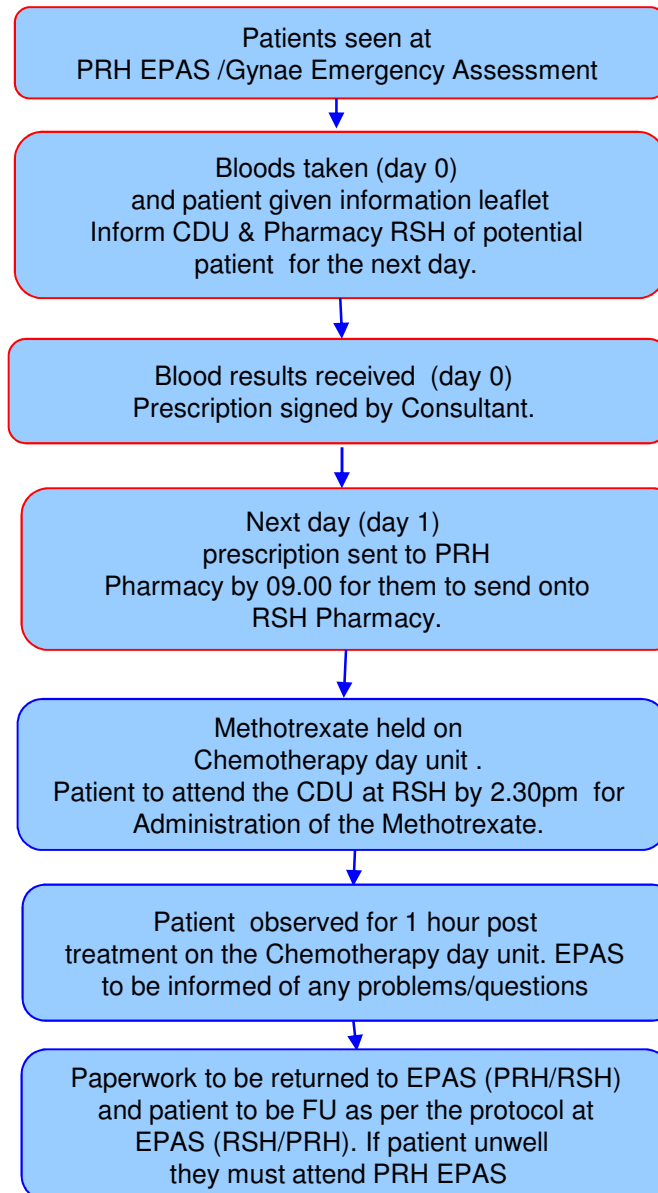 Patients seen at
PRH EPAS /Gynae Emergency Assessment
Bloods taken (day 0)
and patient given information leaflet
Inform CDU & Pharmacy RSH of potential
patient for the next day.
Blood results received (day 0)
Prescription signed by Consultant.
Next day (day 1)
prescription sent to PRH
Pharmacy by 09.00 for them to send onto
RSH Pharmacy.
Methotrexate held on
Chemotherapy day unit .
Patient to attend the CDU at RSH by 2.30pm for
Administration of the Methotrexate.
Patient observed for 1 hour post
treatment on the Chemotherapy day unit. EPAS
to be informed of any problems/questions
Paperwork to be returned to EPAS (PRH/RSH)
and patient to be FU as per the protocol at
EPAS (RSH/PRH). If patient unwell
they must attend PRH EPAS